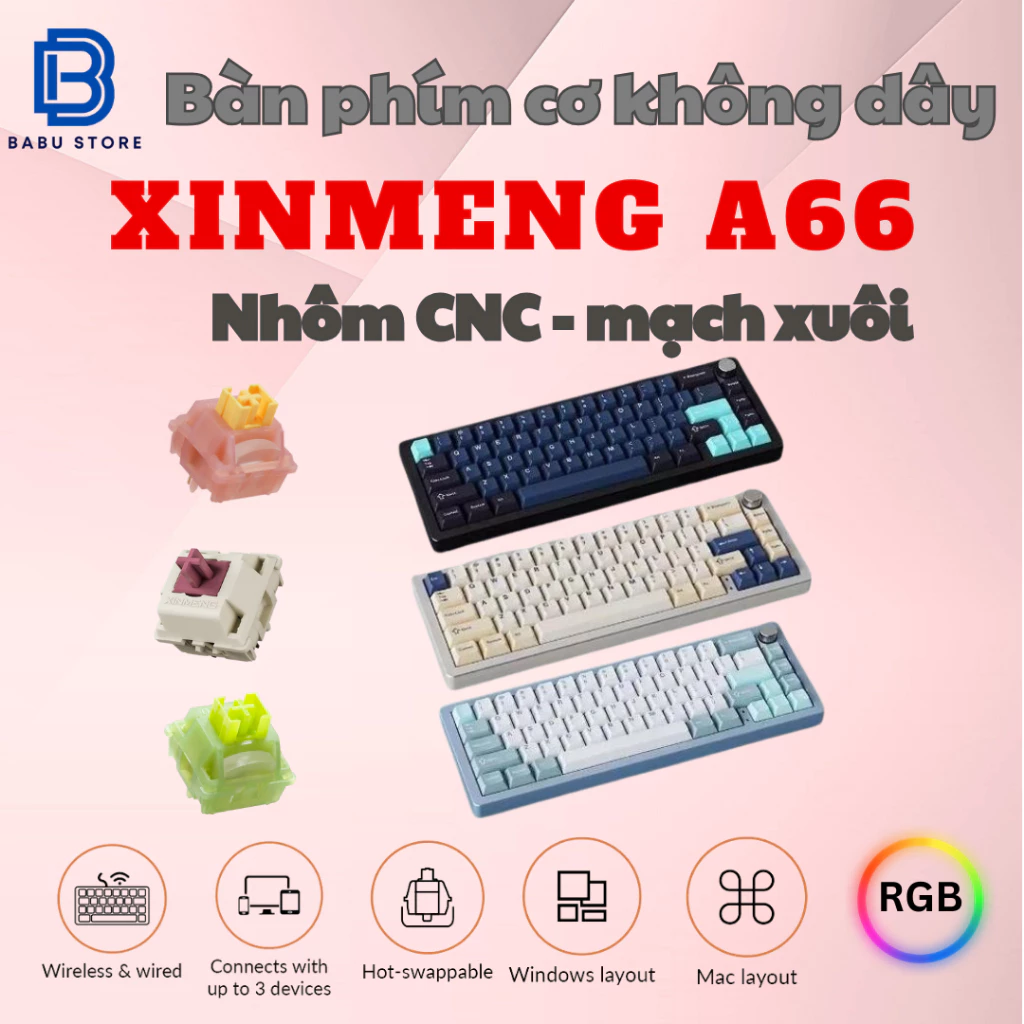 BABU STORE
Bàn phím cơ không dây
XINMENG A66
Nhôm CNC - mạch xuôi
XINMENG
Wireless & wired
Connects with
up to 3 devices
Hot-swappable
Windows layout
Mac layout
RGB